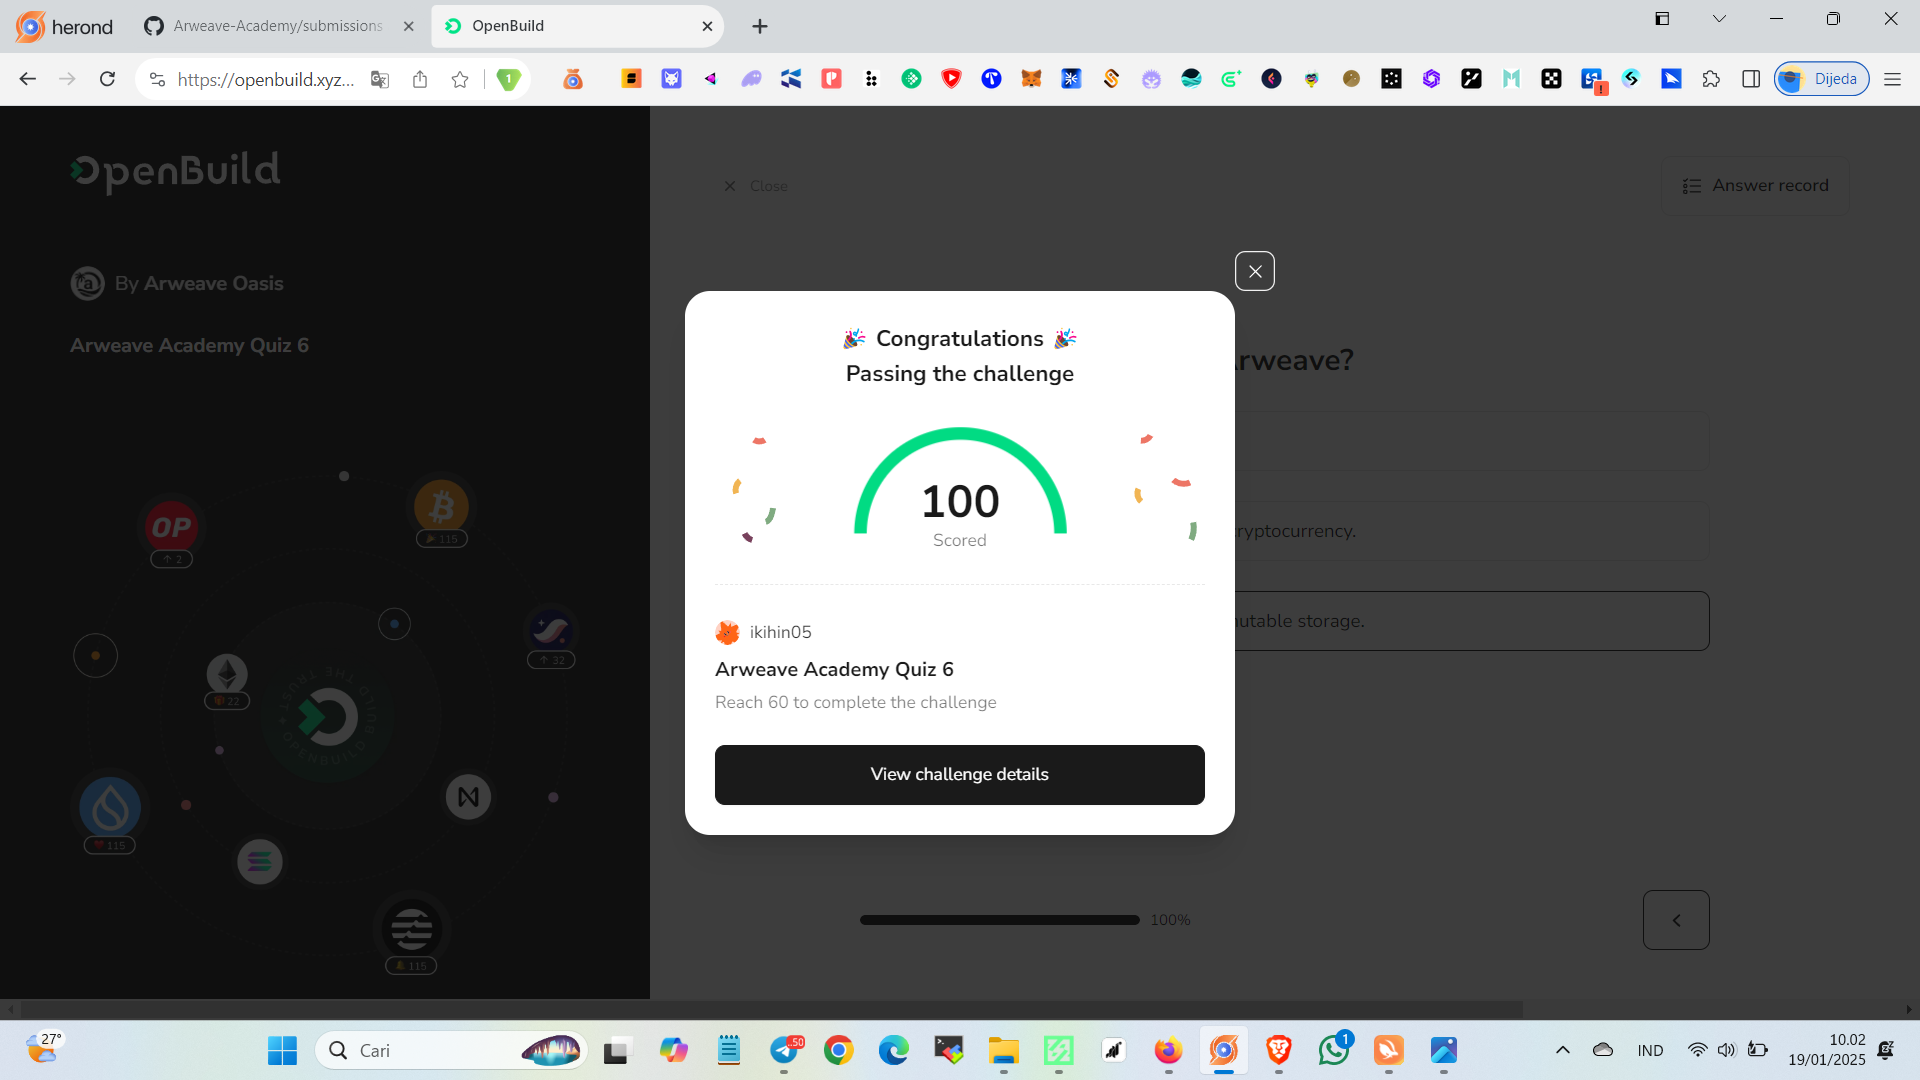 herond
Arweave-Academy/submissions
OpenBuild
https://openbuild.xyz...
1
Dijeda
OpenBuild
Close
Answer record
By Arweave Oasis
Arweave Academy Quiz 6
🎉 Congratulations 🎉
Passing the challenge
100
Scored
ikihin05
Arweave Academy Quiz 6
Reach 60 to complete the challenge
View challenge details
rweave?
ryptocurrency.
utable storage.
OP
2
115
32
22
115
115
100%
27°
Cari
50
1
IND
10.02
19/01/2025